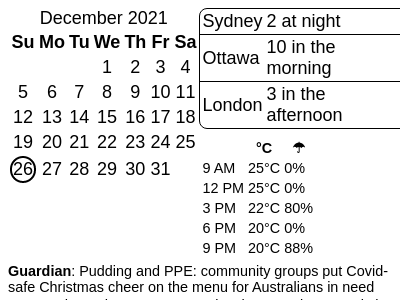 December 2021
Su Mo Tu We Th Fr Sa
1 2 3 4
5 6 7 8 9 10 11
12 13 14 15 16 17 18
19 20 21 22 23 24 25
26 27 28 29 30 31
Sydney 2 at night
Ottawa 10 in the
morning
London 3 in the
afternoon
°C ☂
9 AM 25°C 0%
12 PM 25°C 0%
3 PM 22°C 80%
6 PM 20°C 0%
9 PM 20°C 88%
Guardian: Pudding and PPE: community groups put Covid-
safe Christmas cheer on the menu for Australians in need